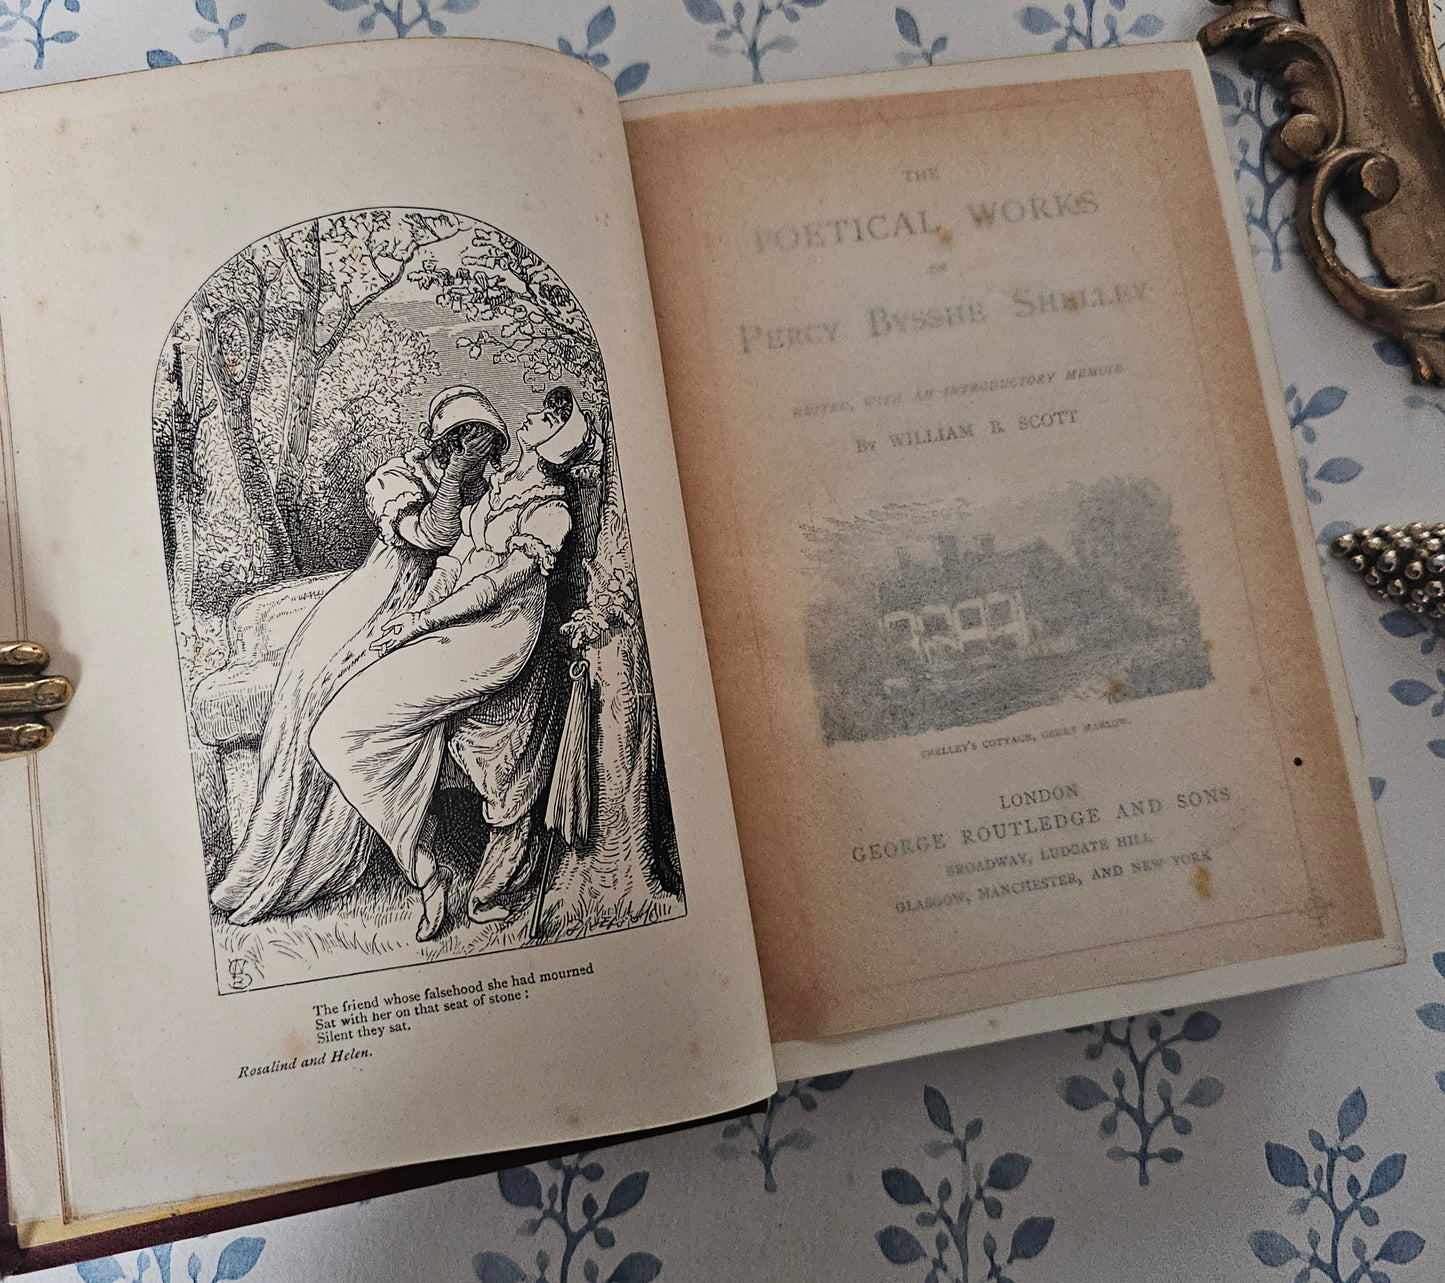 The friend whose falsehood she had mourned
Sat with her on that seat of stone:
Silent they sat.
Rosalind and Helen.
THE
POETICAL WORKS
OF
PERCY BYSSHE SHELLEY
EDITED, WITH AN INTRODUCTORY MEMOIR
BY WILLIAM B. SCOTT
SHELLEY'S COTTAGE, GREAT MARLOW.
LONDON
GEORGE ROUTLEDGE AND SONS
BROADWAY, LUDGATE HILL
GLASGOW, MANCHESTER, AND NEW YORK